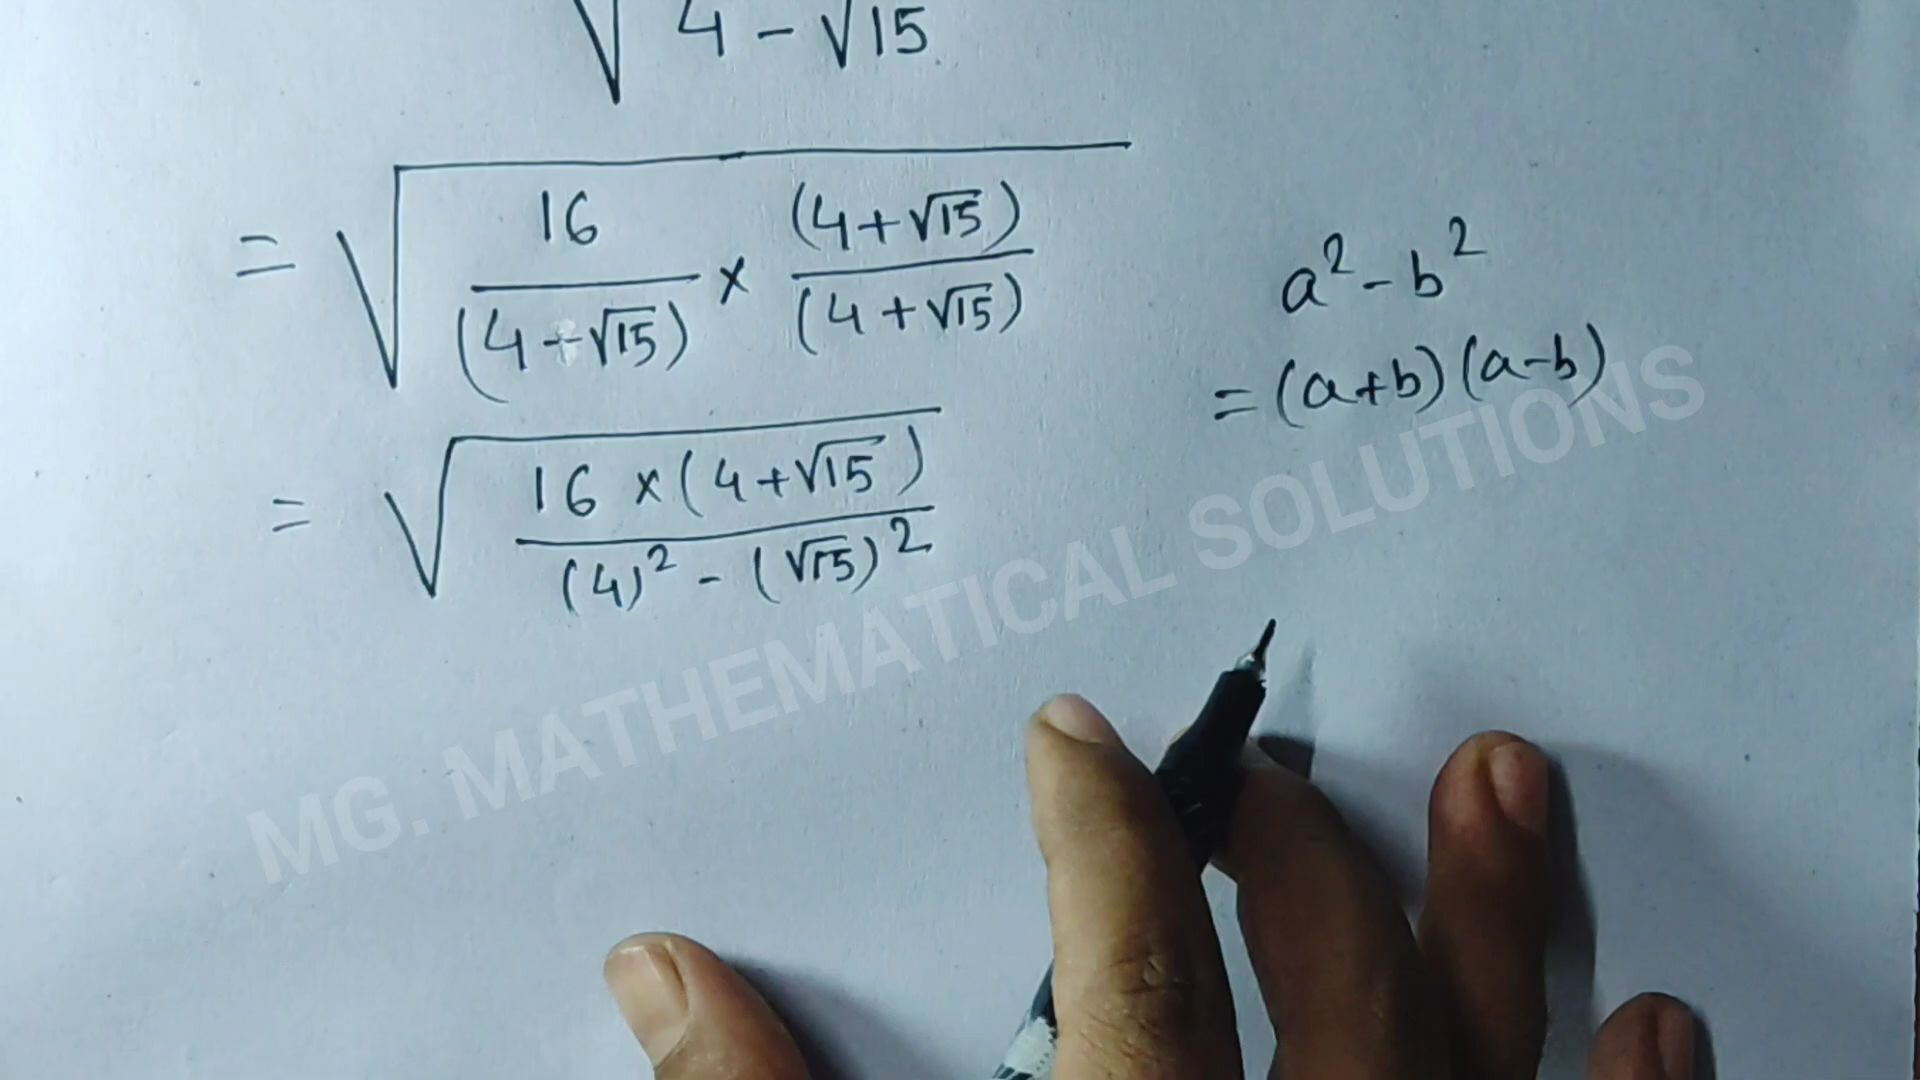 √4 - √15
= √(16/(4-√15) × (4+√15)/(4+√15))
= √(16 × (4+√15)/((4)² - (√15)²))
a² - b²
= (a+b) (a-b)
MG. MATHEMATICAL SOLUTIONS